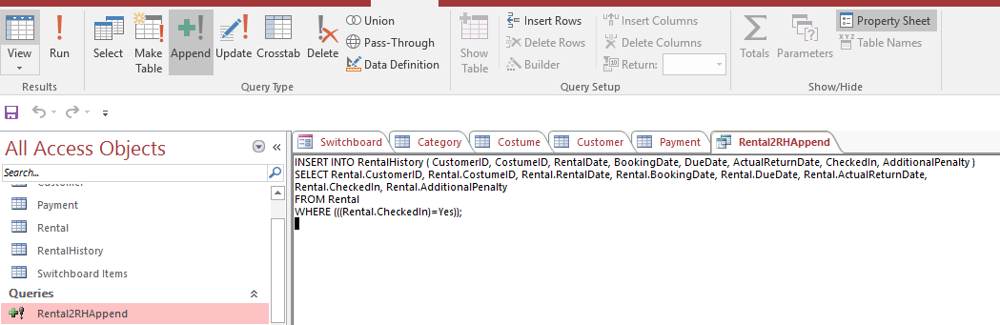 Union
Insert Rows
Insert Columns
Property Sheet
Pass-Through
Delete Rows
Delete Columns
XYZ Table Names
View
Run
Select
Make
Table
Append
Update
Crosstab
Delete
Data Definition
Show
Table
Builder
Return:
Totals
Parameters
Results
Query Type
Query Setup
Show/Hide
All Access Objects
Search...
Payment
Rental
RentalHistory
Switchboard Items
Queries
Rental2RHAppend
Switchboard
Category
Costume
Customer
Payment
Rental2RHAppend
INSERT INTO RentalHistory ( CustomerID, CostumeID, RentalDate, BookingDate, DueDate, ActualReturnDate, CheckedIn, AdditionalPenalty )
SELECT Rental.CustomerID, Rental.CostumeID, Rental.RentalDate, Rental.BookingDate, Rental.DueDate, Rental.ActualReturnDate,
Rental.CheckedIn, Rental.AdditionalPenalty
FROM Rental
WHERE (((Rental.CheckedIn)=Yes));